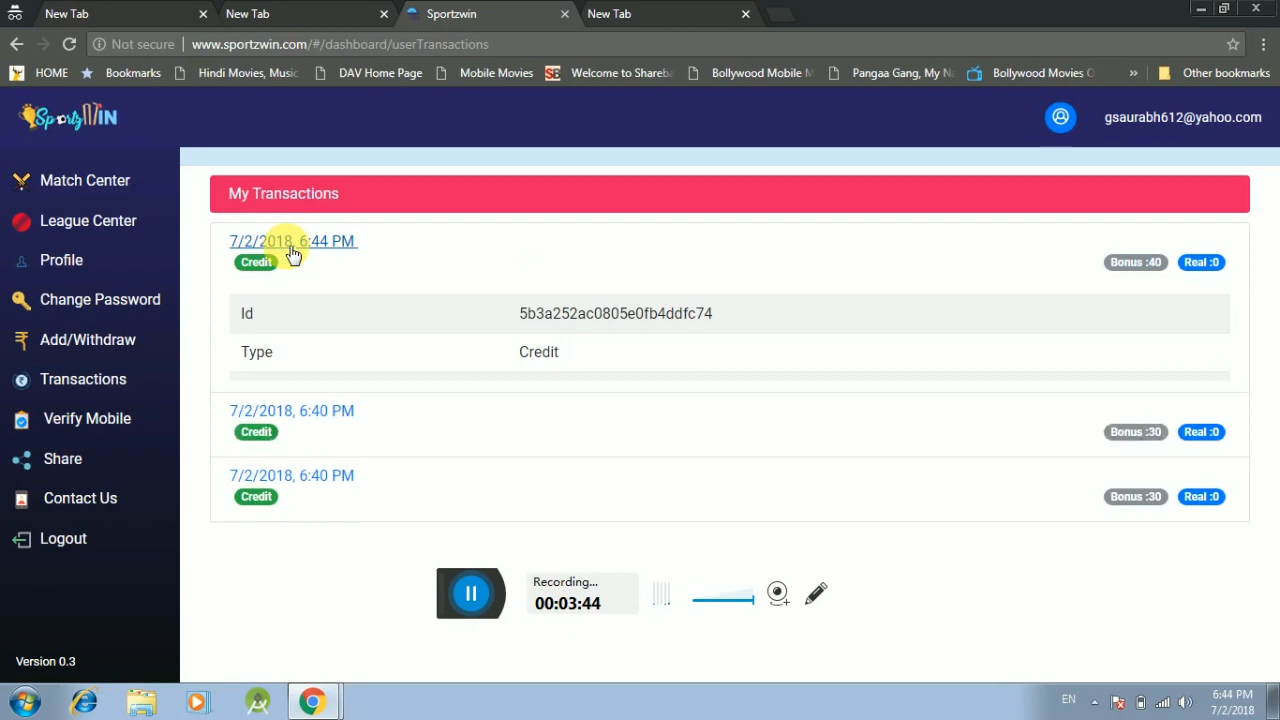 New Tab
New Tab
Sportzwin
New Tab
Not secure
www.sportzwin.com/#/dashboard/userTransactions
HOME
Bookmarks
Hindi Movies, Music
DAV Home Page
Mobile Movies
SB
Welcome to Shareba
Bollywood Mobile M
Pangaa Gang, My Na
Bollywood Movies O
»
Other bookmarks
SportzWIN
gsaurabh612@yahoo.com
Match Center
League Center
Profile
Change Password
Add/Withdraw
Transactions
Verify Mobile
Share
Contact Us
Logout
Version 0.3
My Transactions
7/2/2018, 6:44 PM
Credit
Bonus :40
Real :0
Id
5b3a252ac0805e0fb4ddfc74
Type
Credit
7/2/2018, 6:40 PM
Credit
Bonus :30
Real :0
7/2/2018, 6:40 PM
Credit
Bonus :30
Real :0
Recording...
00:03:44
EN
6:44 PM
7/2/2018